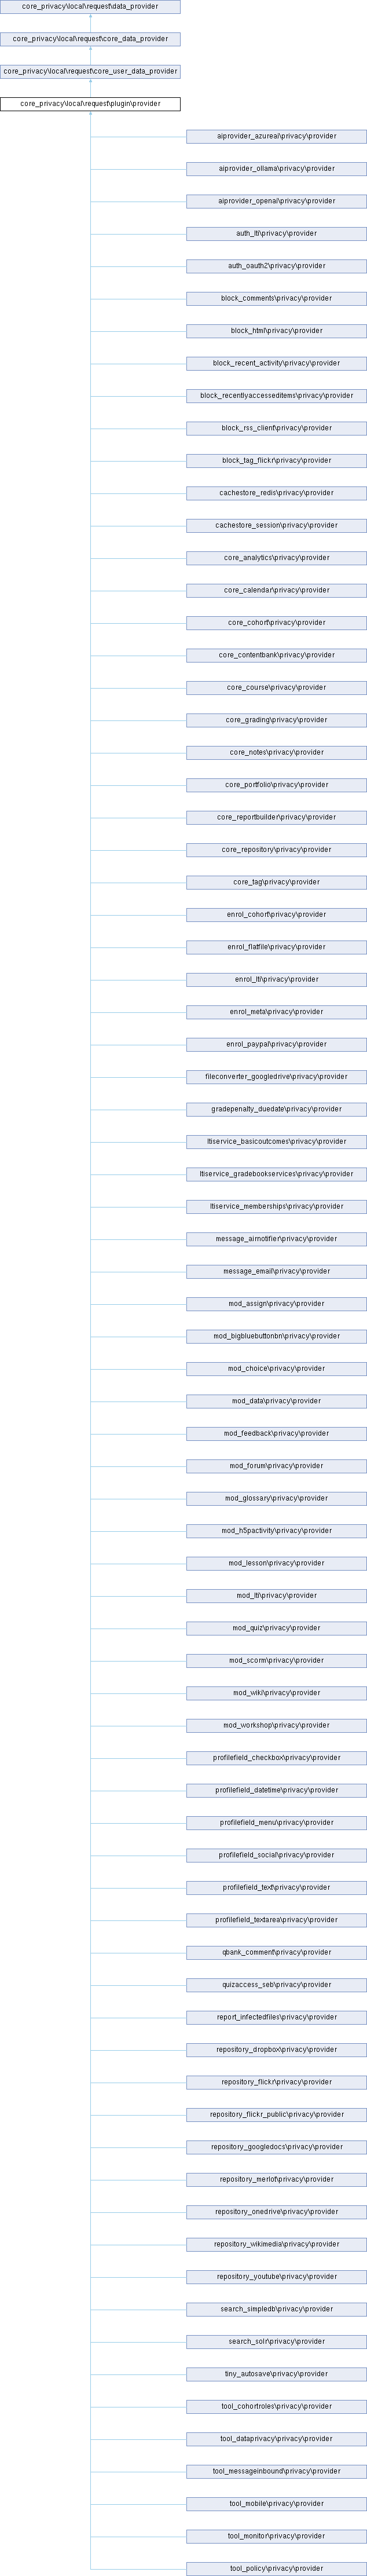 core_privacy\local\request\data_provider
core_privacy\local\request\core_data_provider
core_privacy\local\request\core_user_data_provider
core_privacy\local\request\plugin\provider
aiprovider_azureai\privacy\provider
aiprovider_ollama\privacy\provider
aiprovider_openai\privacy\provider
auth_lti\privacy\provider
auth_oauth2\privacy\provider
block_comments\privacy\provider
block_html\privacy\provider
block_recent_activity\privacy\provider
block_recentlyaccesseditems\privacy\provider
block_rss_client\privacy\provider
block_tag_flickr\privacy\provider
cachestore_redis\privacy\provider
cachestore_session\privacy\provider
core_analytics\privacy\provider
core_calendar\privacy\provider
core_cohort\privacy\provider
core_contentbank\privacy\provider
core_course\privacy\provider
core_grading\privacy\provider
core_notes\privacy\provider
core_portfolio\privacy\provider
core_reportbuilder\privacy\provider
core_repository\privacy\provider
core_tag\privacy\provider
enrol_cohort\privacy\provider
enrol_flatfile\privacy\provider
enrol_lti\privacy\provider
enrol_meta\privacy\provider
enrol_paypal\privacy\provider
fileconverter_googledrive\privacy\provider
gradepenalty_duedate\privacy\provider
ltiservice_basicoutcomes\privacy\provider
ltiservice_gradebookservices\privacy\provider
ltiservice_memberships\privacy\provider
message_airnotifier\privacy\provider
message_email\privacy\provider
mod_assign\privacy\provider
mod_bigbluebuttonbn\privacy\provider
mod_choice\privacy\provider
mod_data\privacy\provider
mod_feedback\privacy\provider
mod_forum\privacy\provider
mod_glossary\privacy\provider
mod_h5pactivity\privacy\provider
mod_lesson\privacy\provider
mod_lti\privacy\provider
mod_quiz\privacy\provider
mod_scorm\privacy\provider
mod_wiki\privacy\provider
mod_workshop\privacy\provider
profilefield_checkbox\privacy\provider
profilefield_datetime\privacy\provider
profilefield_menu\privacy\provider
profilefield_social\privacy\provider
profilefield_text\privacy\provider
profilefield_textarea\privacy\provider
qbank_comment\privacy\provider
quizaccess_seb\privacy\provider
report_infectedfiles\privacy\provider
repository_dropbox\privacy\provider
repository_flickr\privacy\provider
repository_flickr_public\privacy\provider
repository_googledocs\privacy\provider
repository_merlot\privacy\provider
repository_onedrive\privacy\provider
repository_wikimedia\privacy\provider
repository_youtube\privacy\provider
search_simpledb\privacy\provider
search_solr\privacy\provider
tiny_autosave\privacy\provider
tool_cohortroles\privacy\provider
tool_dataprivacy\privacy\provider
tool_messageinbound\privacy\provider
tool_mobile\privacy\provider
tool_monitor\privacy\provider
tool_policy\privacy\provider